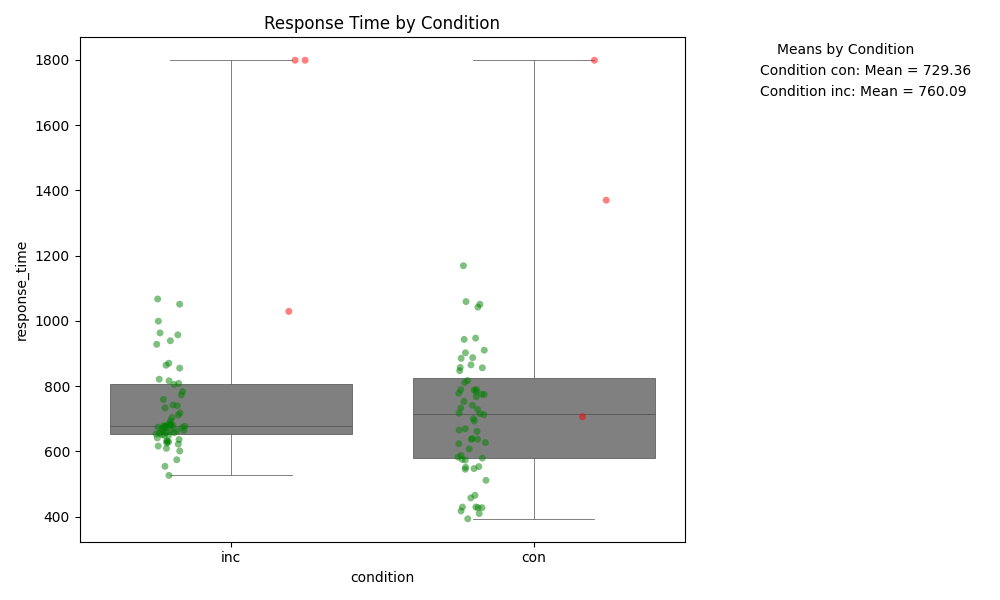 Response Time by Condition
Means by Condition
Condition con: Mean = 729.36
Condition inc: Mean = 760.09
response_time
1800
1600
1400
1200
1000
800
600
400
inc con
condition